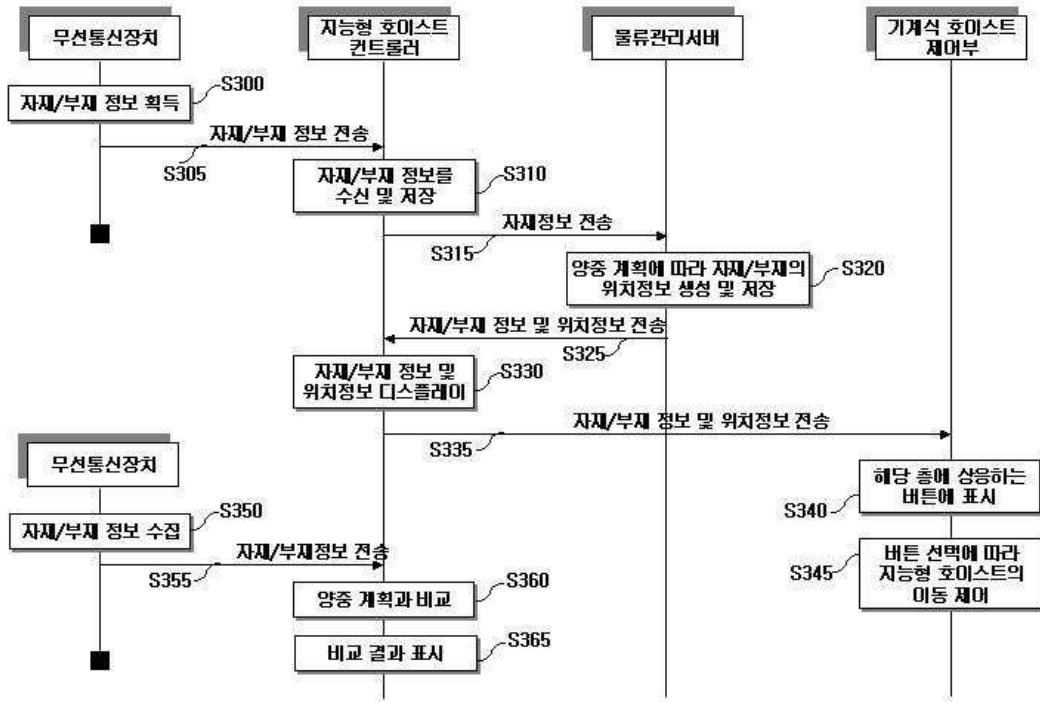 무선통신장치
지능형 호이스트
컨트롤러
물류관리서버
기계식 호이스트
제어부
S300
자재/부재 정보 획득
자재/부재 정보 전송
S305
자재/부재 정보를
수신 및 저장
S310
자재정보 전송
S315
양중 계획에 따라 자재/부재의
위치정보 생성 및 저장
S320
자재/부재 정보 및 위치정보 전송
S325
자재/부재 정보 및
위치정보 디스플레이
S330
자재/부재 정보 및 위치정보 전송
S335
무선통신장치
해당 층에 상응하는
버튼에 표시
S340
S350
자재/부재 정보 수집
자재/부재정보 전송
S355
버튼 선택에 따라
지능형 호이스트의
이동 제어
S345
양중 계획과 비교
S360
비교 결과 표시
S365